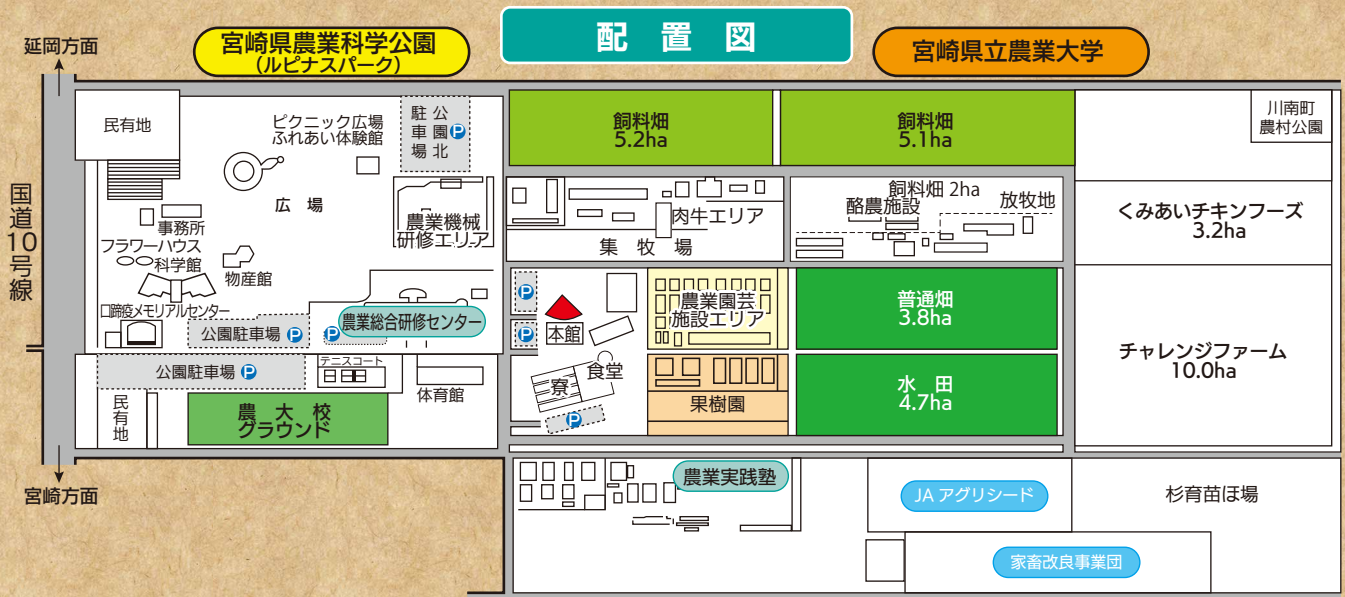 配置図
宮崎県農業科学公園
(ルピナスパーク)
宮崎県立農業大学
延岡方面
国道10号線
宮崎方面
民有地
ピクニック広場
ふれあい体験館
公園北
駐車場
P
広場
農業機械
研修エリア
事務所
フラワーハウス
科学館
物産館
口蹄疫メモリアルセンター
公園駐車場 P
P
農業総合研修センター
公園駐車場 P
テニスコート
体育館
民有地
農大校
グラウンド
飼料畑
5.2ha
飼料畑
5.1ha
川南町
農村公園
肉牛エリア
集牧場
飼料畑 2ha
酪農施設
放牧地
くみあいチキンフーズ
3.2ha
P
P
本館
農業園芸
施設エリア
普通畑
3.8ha
チャレンジファーム
10.0ha
寮
食堂
P
果樹園
水田
4.7ha
農業実践塾
JA アグリシード
杉育苗ほ場
家畜改良事業団